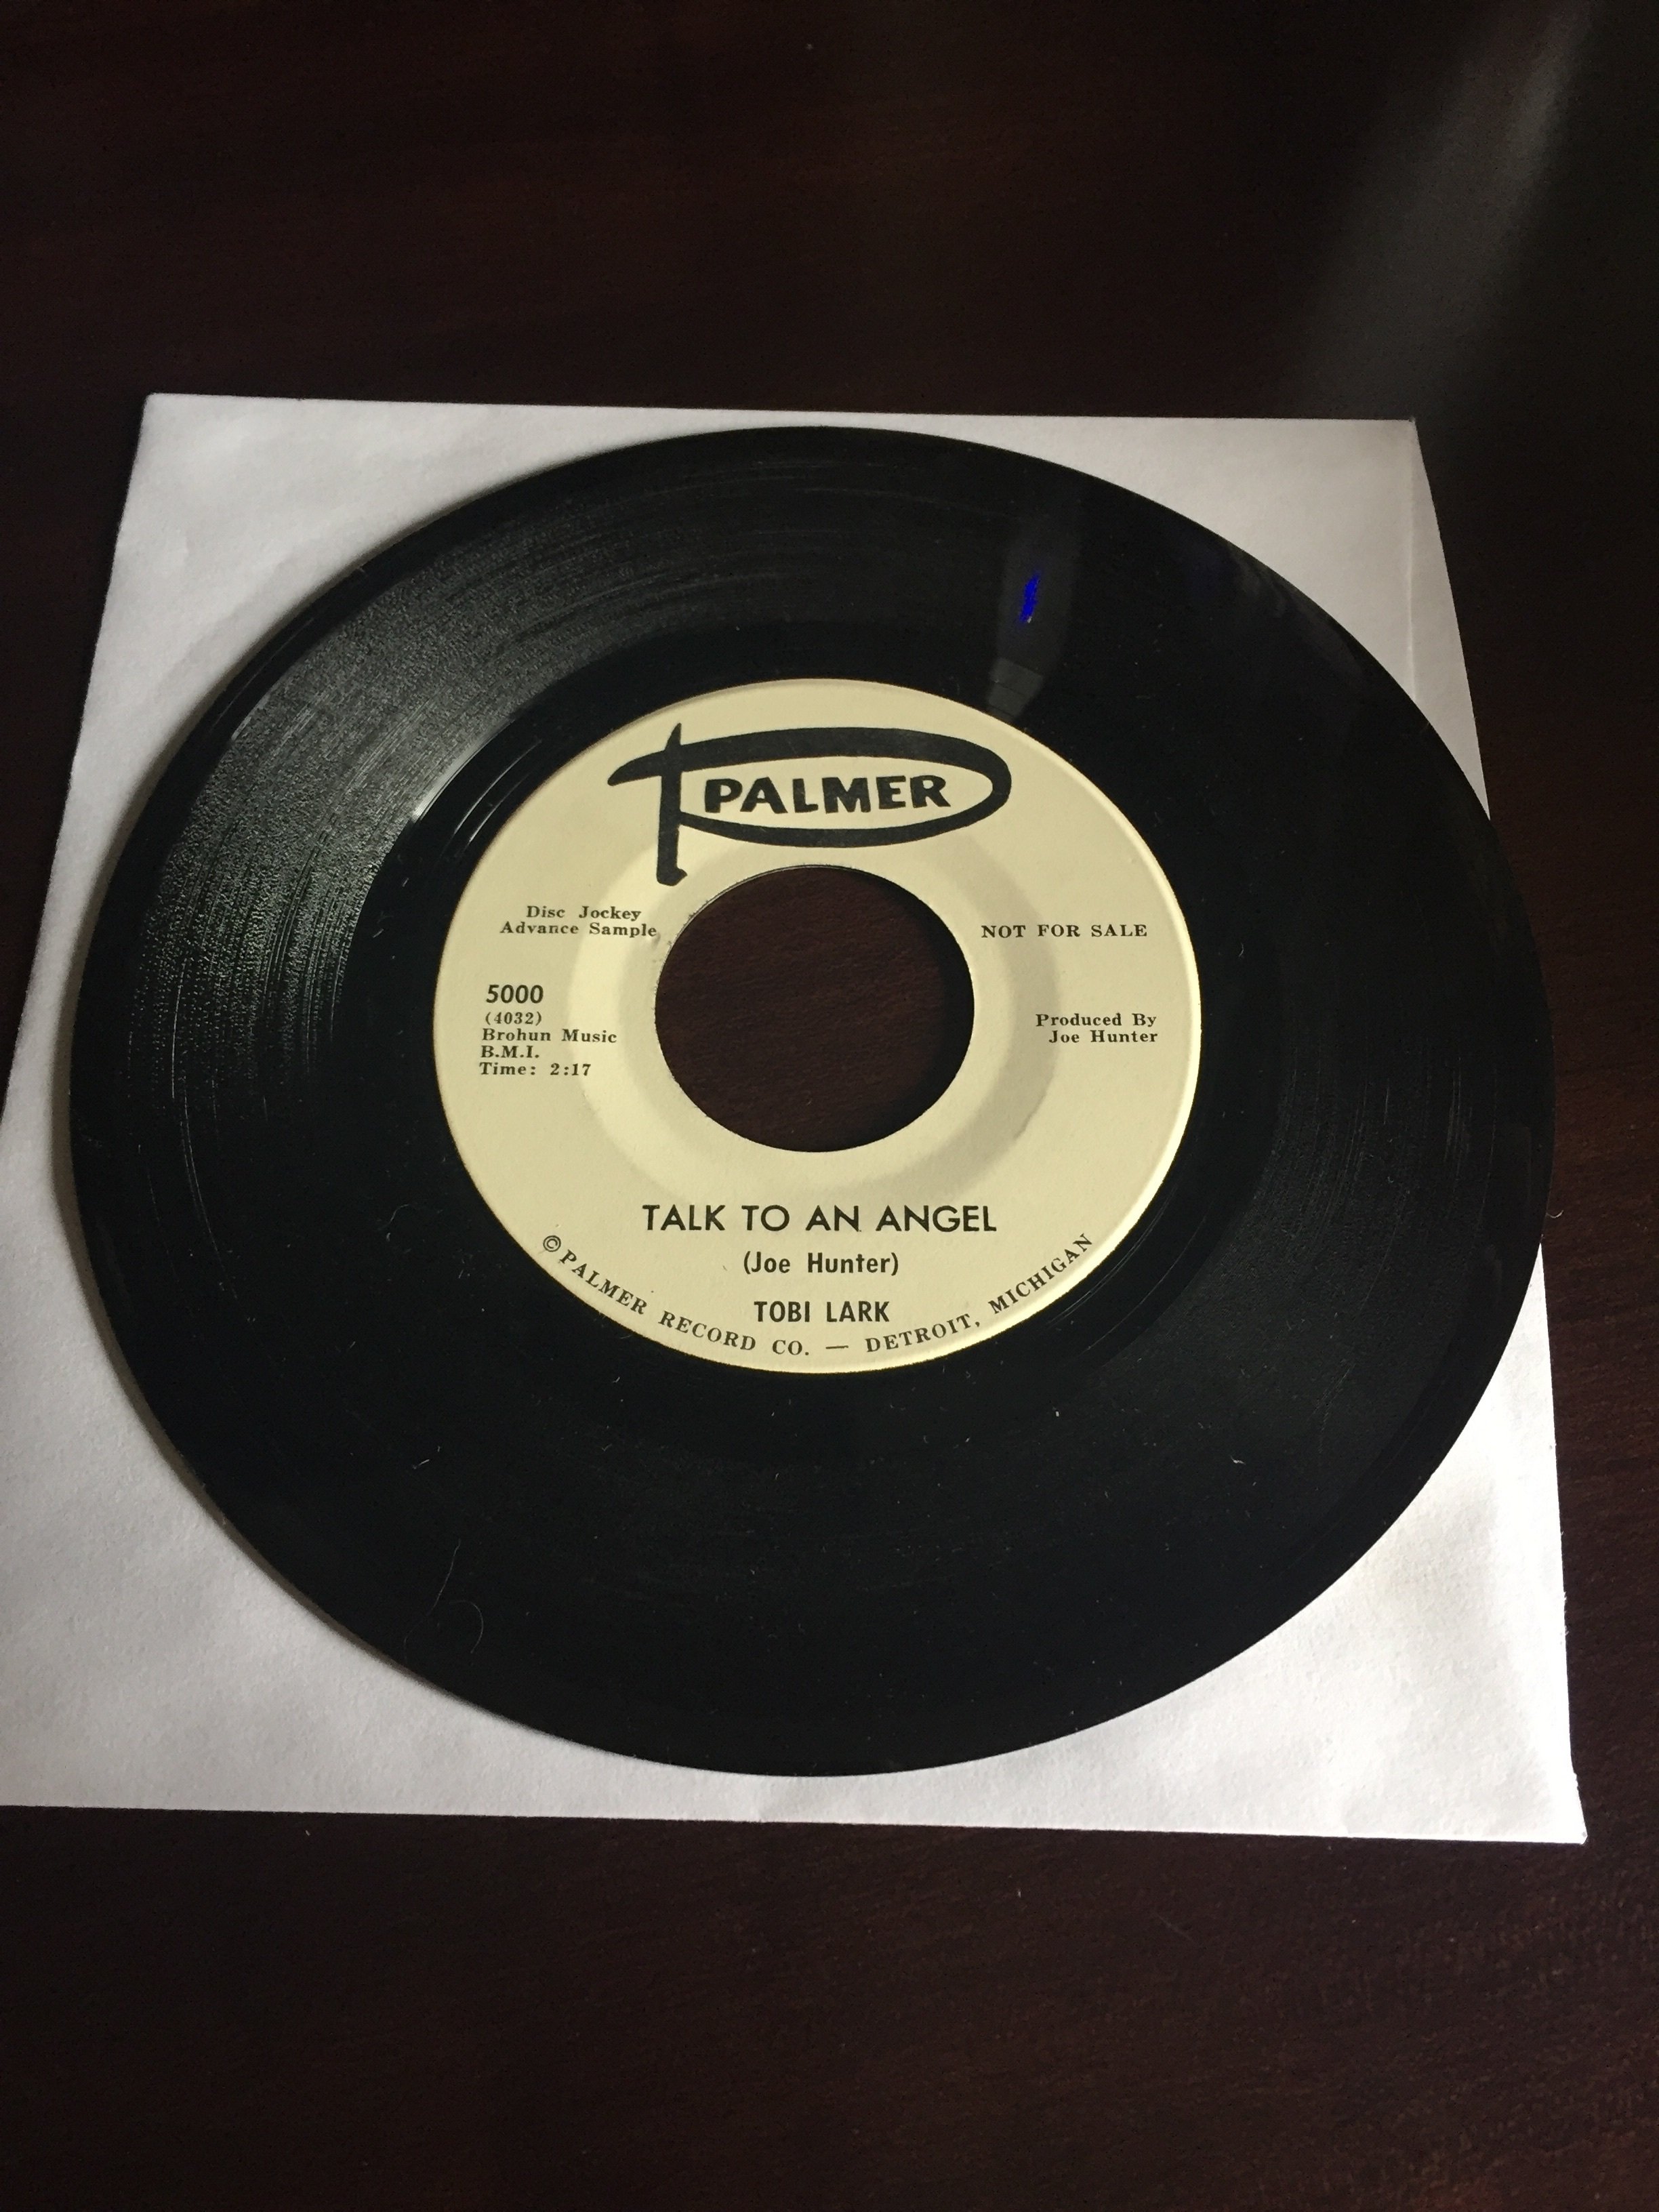 PALMER
Disc Jockey
Advance Sample
NOT FOR SALE
5000
(4032)
Brohun Music
B.M.I.
Time: 2:17
Produced By
Joe Hunter
TALK TO AN ANGEL
(Joe Hunter)
TOBI LARK
© PALMER RECORD CO. — DETROIT, MICHIGAN